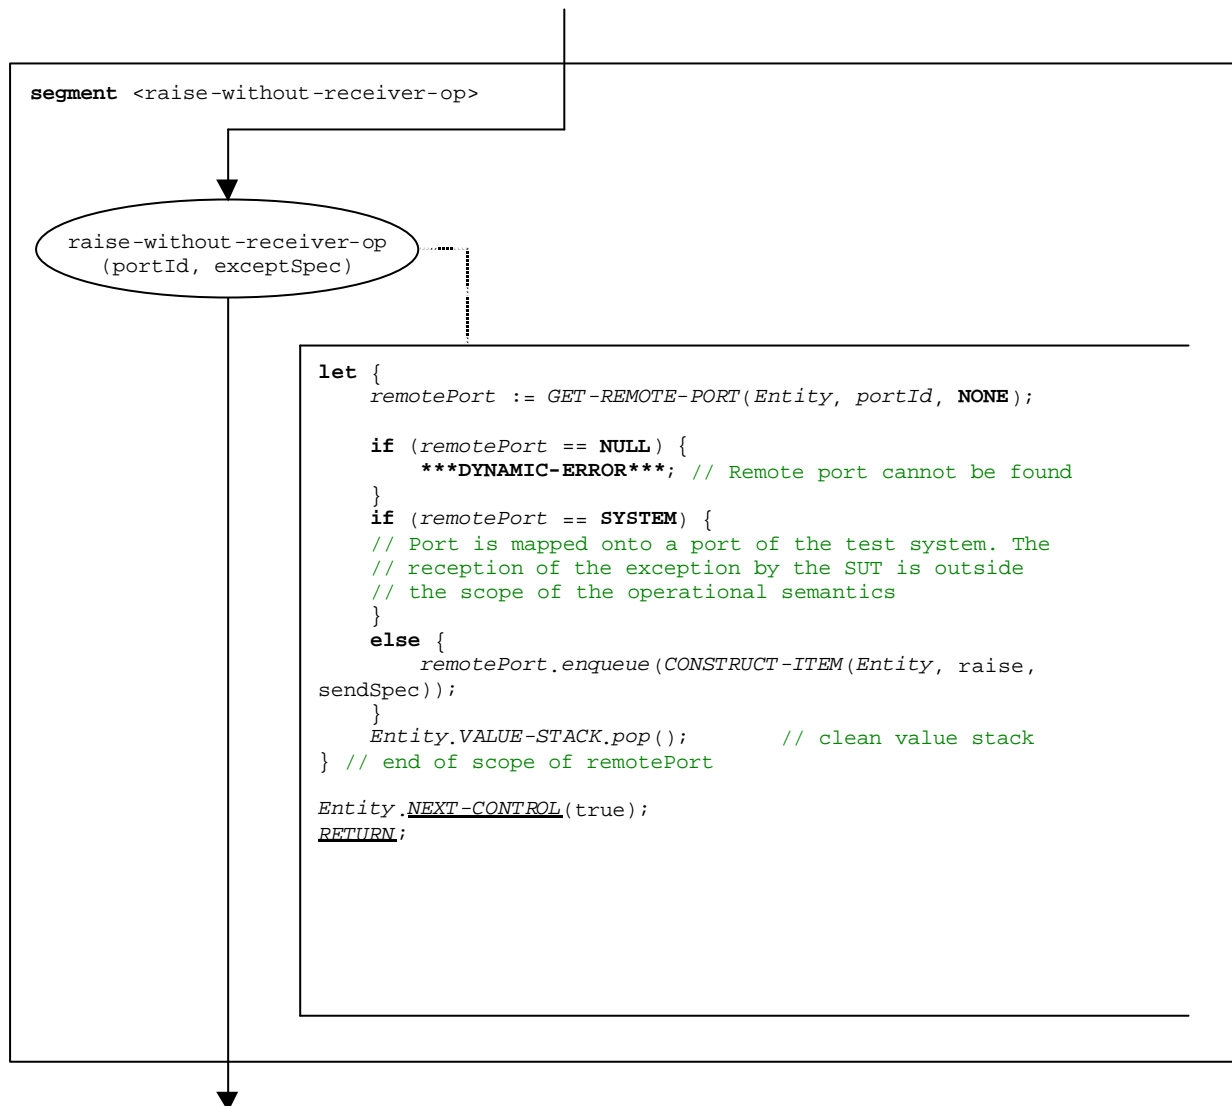 segment <raise-without-receiver-op>
raise-without-receiver-op
(portId, exceptSpec)
let {
remotePort := GET-REMOTE-PORT(Entity, portId, NONE);
if (remotePort == NULL) {
***DYNAMIC-ERROR***; // Remote port cannot be found
}
if (remotePort == SYSTEM) {
// Port is mapped onto a port of the test system. The
// reception of the exception by the SUT is outside
// the scope of the operational semantics
}
else {
remotePort.enqueue(CONSTRUCT-ITEM(Entity, raise,
sendSpec));
}
Entity.VALUE-STACK.pop(); // clean value stack
} // end of scope of remotePort
Entity.NEXT-CONTROL(true);
RETURN;